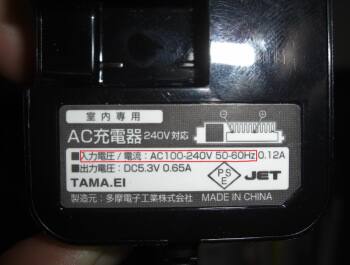 室内専用
AC充電器 240V対応
■入力電圧/電流:AC100-240V 50-60Hz 0.12A
■出力電圧:DC5.3V 0.65A
TAMA.EI
PSE
JET
製造元:多摩電子工業株式会社 MADE IN CHINA